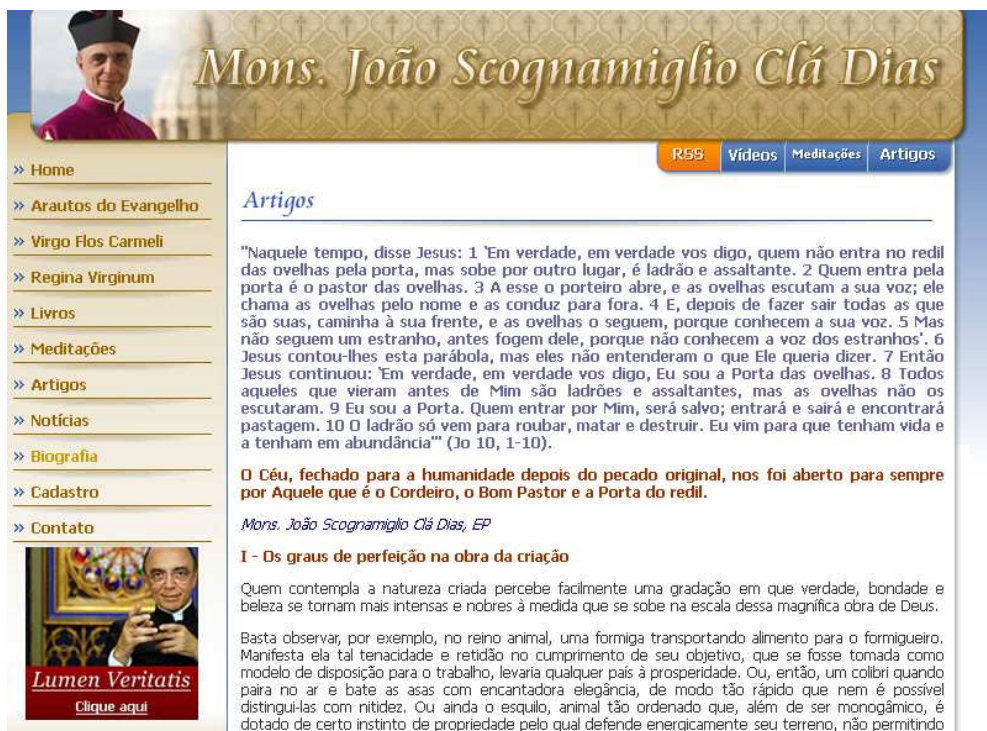 Mons. João Scognamiglio Clá Dias
RSS
Vídeos
Meditações
Artigos
» Home
» Arautos do Evangelho
» Virgo Flos Carmeli
» Regina Virginum
» Livros
» Meditações
» Artigos
» Notícias
» Biografia
» Cadastro
» Contato
Lumen Veritatis
Clique aqui
Artigos
"Naquele tempo, disse Jesus: 1 'Em verdade, em verdade vos digo, quem não entra no redil
das ovelhas pela porta, mas sobe por outro lugar, é ladrão e assaltante. 2 Quem entra pela
porta é o pastor das ovelhas. 3 A esse o porteiro abre, e as ovelhas escutam a sua voz; ele
chama as ovelhas pelo nome e as conduz para fora. 4 E, depois de fazer sair todas as que
são suas, caminha à sua frente, e as ovelhas o seguem, porque conhecem a sua voz. 5 Mas
não seguem um estranho, antes fogem dele, porque não conhecem a voz dos estranhos'. 6
Jesus contou-lhes esta parábola, mas eles não entenderam o que Ele queria dizer. 7 Então
Jesus continuou: 'Em verdade, em verdade vos digo, Eu sou a Porta das ovelhas. 8 Todos
aqueles que vieram antes de Mim são ladrões e assaltantes, mas as ovelhas não os
escutaram. 9 Eu sou a Porta. Quem entrar por Mim, será salvo; entrará e sairá e encontrará
pastagem. 10 O ladrão só vem para roubar, matar e destruir. Eu vim para que tenham vida e
a tenham em abundância'" (Jo 10, 1-10).
O Céu, fechado para a humanidade depois do pecado original, nos foi aberto para sempre
por Aquele que é o Cordeiro, o Bom Pastor e a Porta do redil.
Mons. João Scognamiglio Clá Dias, EP
I - Os graus de perfeição na obra da criação
Quem contempla a natureza criada percebe facilmente uma gradação em que verdade, bondade e
beleza se tornam mais intensas e nobres à medida que se sobe na escala dessa magnífica obra de Deus.
Basta observar, por exemplo, no reino animal, uma formiga transportando alimento para o formigueiro.
Manifesta ela tal tenacidade e retidão no cumprimento de seu objetivo, que se fosse tomada como
modelo de disposição para o trabalho, levaria qualquer país à prosperidade. Ou, então, um colibri quando
paira no ar e bate as asas com encantadora elegância, de modo tão rápido que nem é possível
distingui-las com nitidez. Ou ainda o esquilo, animal tão ordenado que, além de ser monogâmico, é
dotado de certo instinto de propriedade pelo qual defende energicamente seu terreno, não permitindo